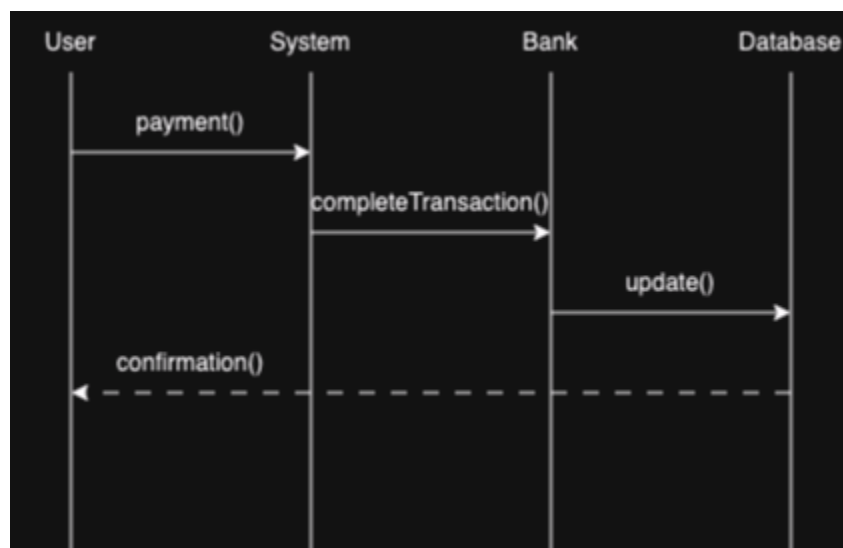 User System Bank Database
payment()
completeTransaction()
update()
confirmation()